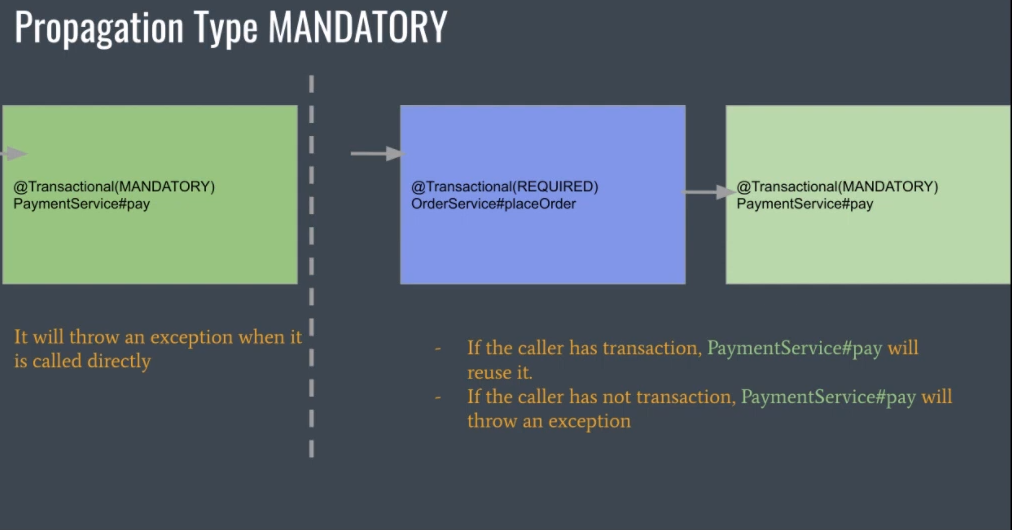 Propagation Type MANDATORY
@Transactional(MANDATORY)
PaymentService#pay
It will throw an exception when it
is called directly
@Transactional(REQUIRED)
OrderService#placeOrder
@Transactional(MANDATORY)
PaymentService#pay
- If the caller has transaction, PaymentService#pay will
reuse it.
- If the caller has not transaction, PaymentService#pay will
throw an exception